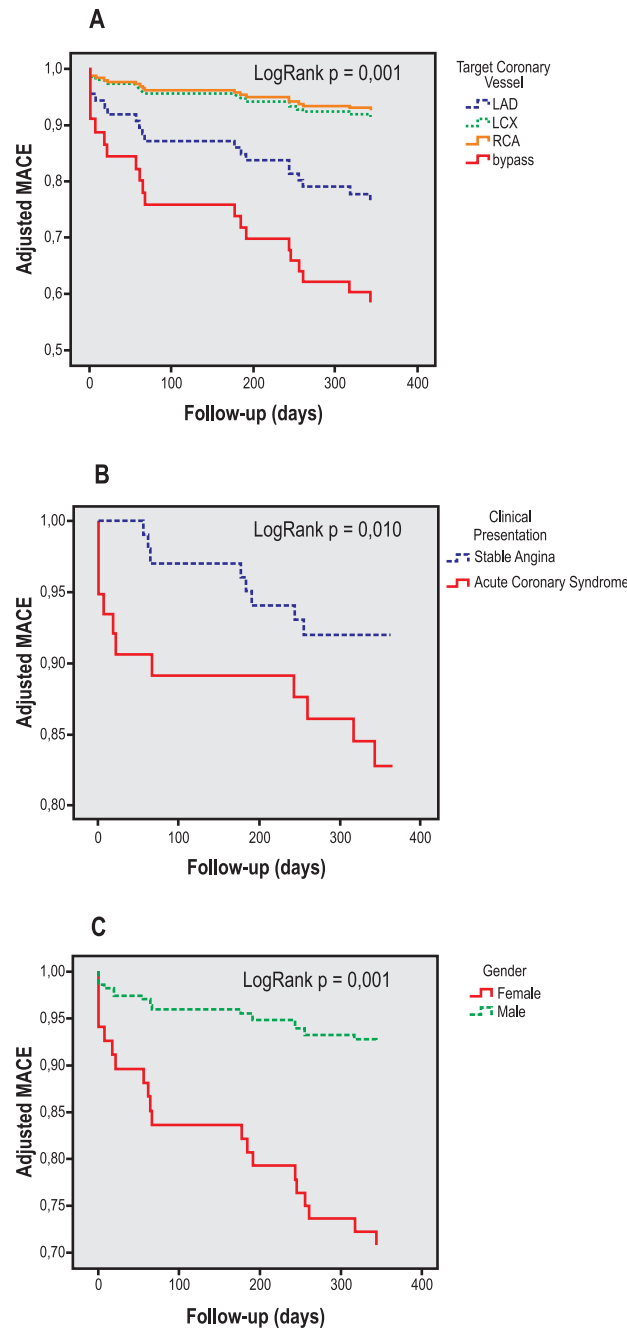 A
LogRank p = 0,001
Target Coronary
Vessel
LAD
LCX
RCA
bypass
Adjusted MACE
1,0
0,9
0,8
0,7
0,6
0,5
0 100 200 300 400
Follow-up (days)
B
LogRank p = 0,010
Clinical
Presentation
Stable Angina
Acute Coronary Syndrome
Adjusted MACE
1,00
0,95
0,90
0,85
0,80
0 100 200 300 400
Follow-up (days)
C
LogRank p = 0,001
Gender
Female
Male
Adjusted MACE
1,00
0,95
0,90
0,85
0,80
0,75
0,70
0 100 200 300 400
Follow-up (days)